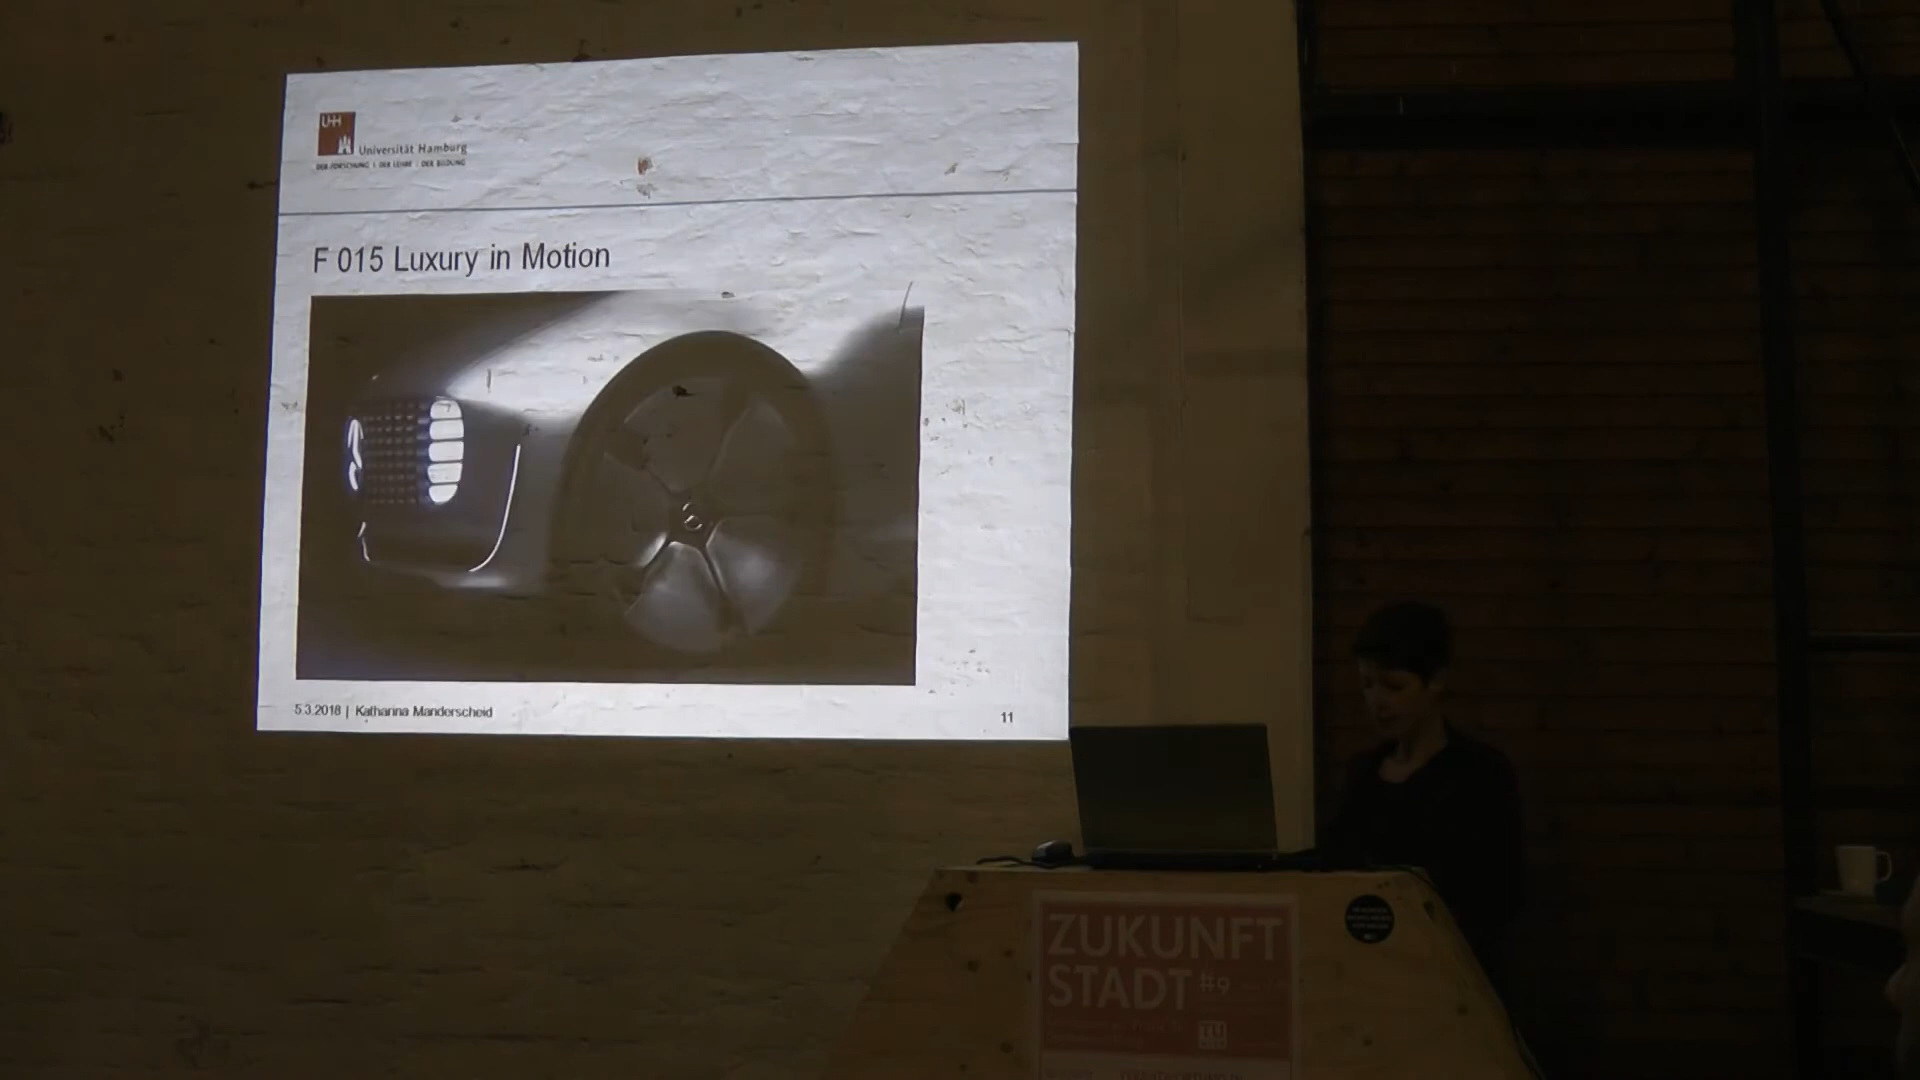 UHH
Universität Hamburg
DER FORSCHUNG | DER LEHRE | DER BILDUNG
F 015 Luxury in Motion
5.3.2018 | Katharina Manderscheid
11
ZUKUNFT
STADT #9
TU